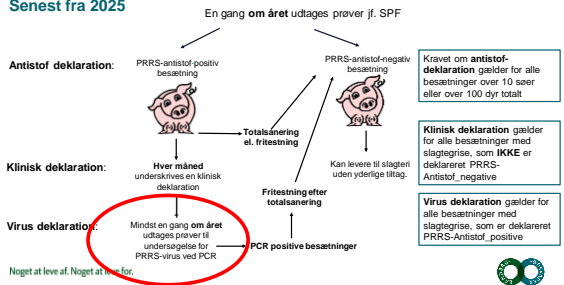 Senest fra 2025
En gang om året udtages prøver jf. SPF
Antistof deklaration:
PRRS-antistof-positiv
besætning
PRRS-antistof-negativ
besætning
Kravet om antistof-
deklaration gælder for alle
besætninger over 10 søer
eller over 100 dyr totalt
Totalsanering
el. fritestning
Klinisk deklaration:
Hver måned
underskrives en klinisk
deklaration
Kan levere til slagteri
uden yderlige tiltag.
Klinisk deklaration gælder
for alle besætninger med
slagtegrise, som IKKE er
deklareret PRRS-
Antistof_negative
Fritestning efter
totalsanering
Virus deklaration:
Mindst en gang om året
udtages prøver til
undersøgelse for
PRRS-virus ved PCR
PCR positive besætninger
Virus deklaration gælder for
alle besætninger med
slagtegrise, som er deklareret
PRRS-Antistof_positive
Noget at leve af. Noget at leve for.